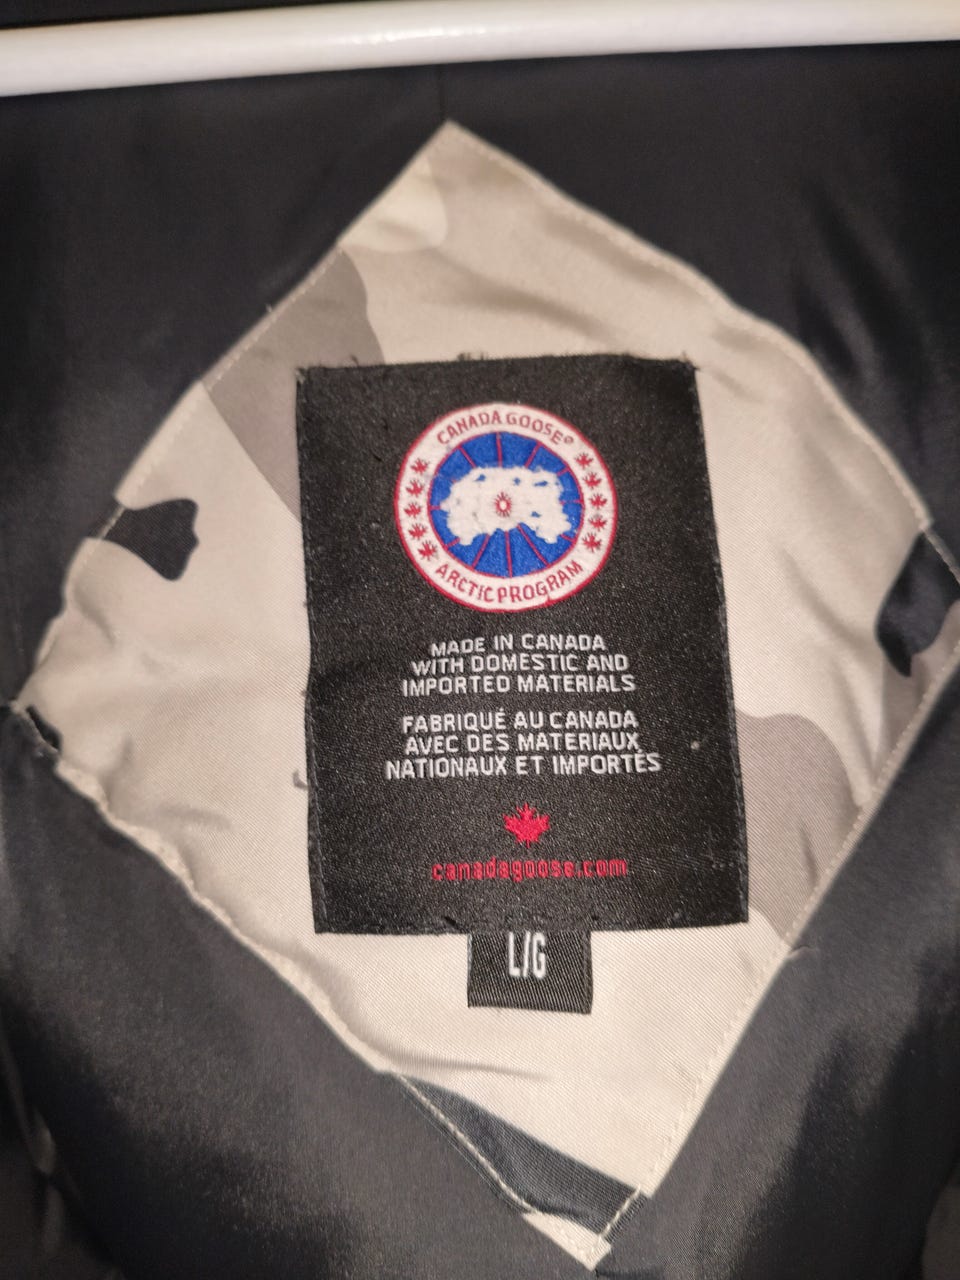 CANADA GOOSE®
ARCTIC PROGRAM
MADE IN CANADA
WITH DOMESTIC AND
IMPORTED MATERIALS
FABRIQUÉ AU CANADA
AVEC DES MATERIAUX
NATIONAUX ET IMPORTÉS
canadagoose.com
L/G